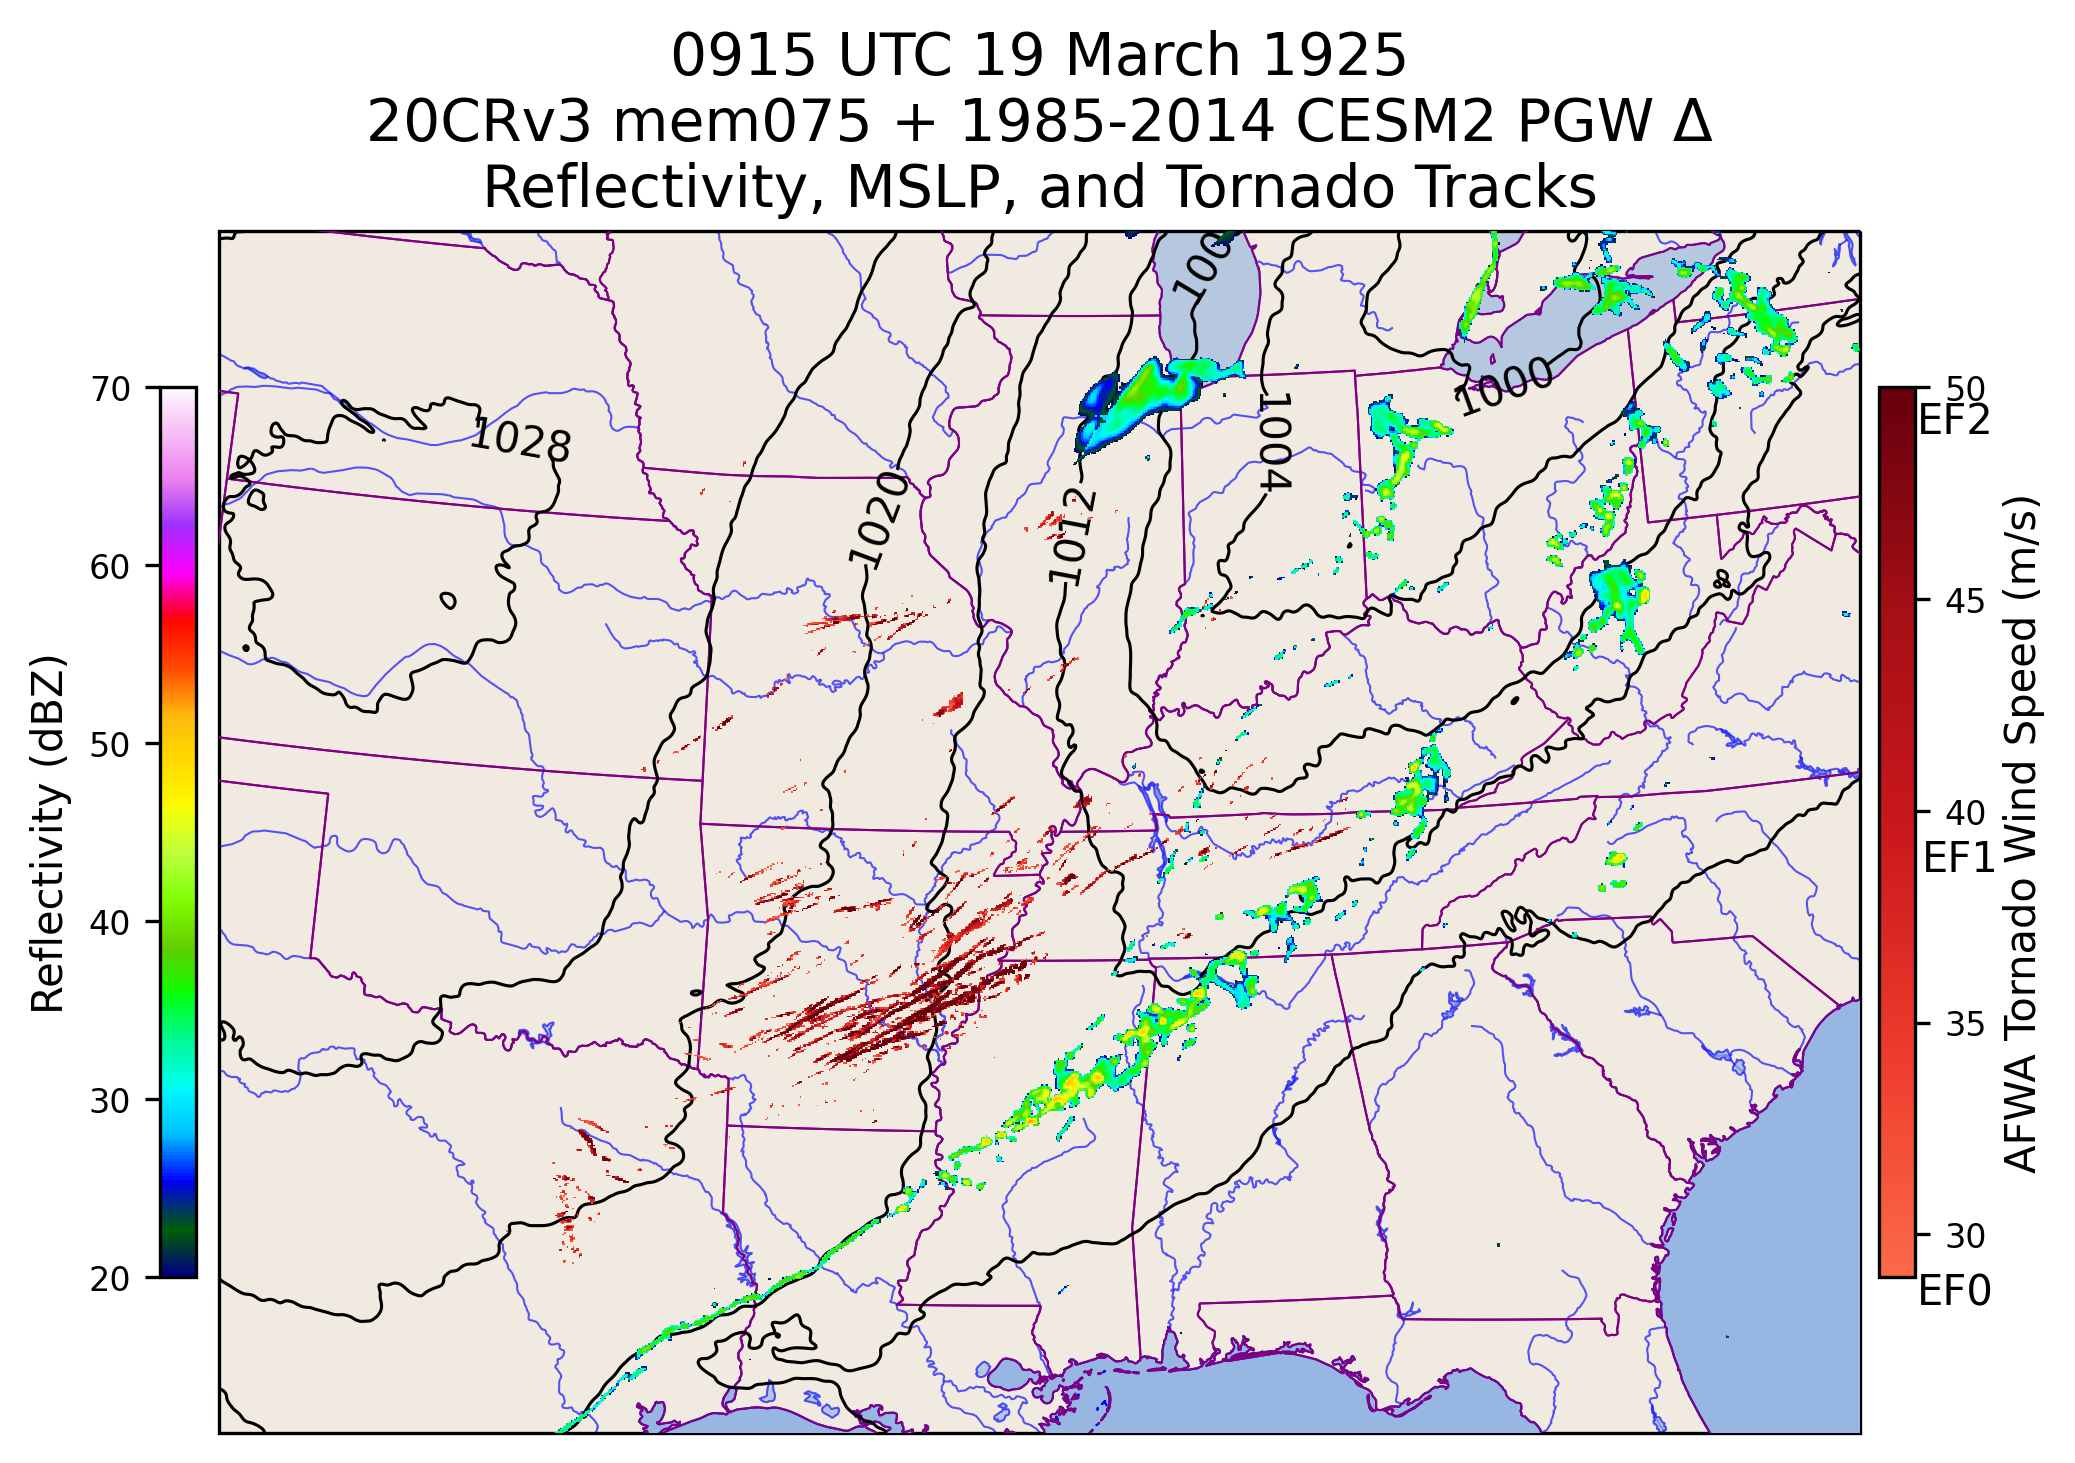 0915 UTC 19 March 1925
20CRv3 mem075 + 1985-2014 CESM2 PGW Δ
Reflectivity, MSLP, and Tornado Tracks
Reflectivity (dBZ)
70
60
50
40
30
20
1028
1020
1012
100
1004
1000
50
EF2
45
40
EF1
35
30
EF0
AFWA Tornado Wind Speed (m/s)